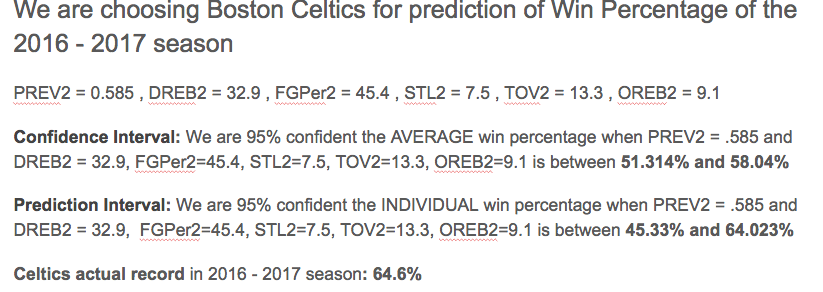 We are choosing Boston Celtics for prediction of Win Percentage of the
2016 - 2017 season
PREV2 = 0.585 , DREB2 = 32.9 , FGPer2 = 45.4 , STL2 = 7.5 , TOV2 = 13.3 , OREB2 = 9.1
Confidence Interval: We are 95% confident the AVERAGE win percentage when PREV2 = .585 and
DREB2 = 32.9, FGPer2=45.4, STL2=7.5, TOV2=13.3, OREB2=9.1 is between 51.314% and 58.04%
Prediction Interval: We are 95% confident the INDIVIDUAL win percentage when PREV2 = .585 and
DREB2 = 32.9,  FGPer2=45.4, STL2=7.5, TOV2=13.3, OREB2=9.1 is between 45.33% and 64.023%
Celtics actual record in 2016 - 2017 season: 64.6%